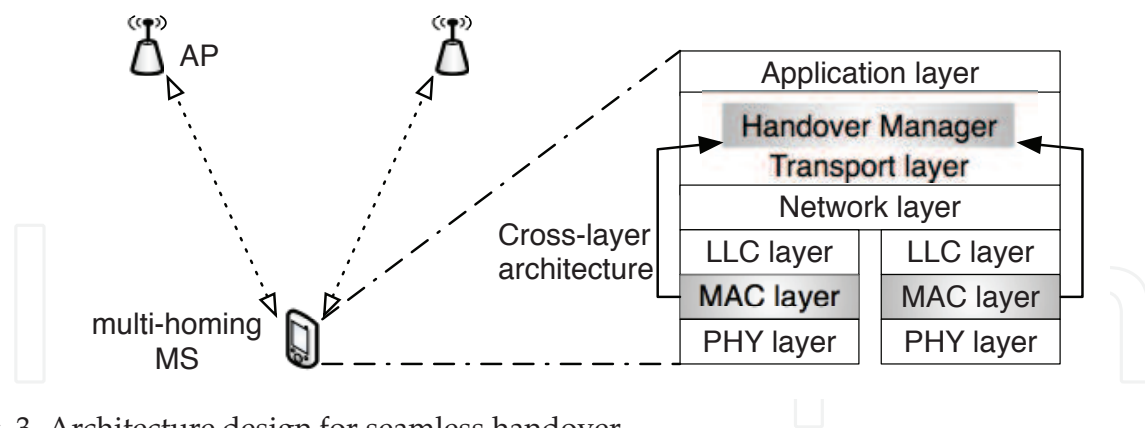 AP
Application layer
Handover Manager
Transport layer
Network layer
Cross-layer
architecture
LLC layer
LLC layer
MAC layer
MAC layer
PHY layer
PHY layer
multi-homing
MS
3. Architecture design for seamless handover